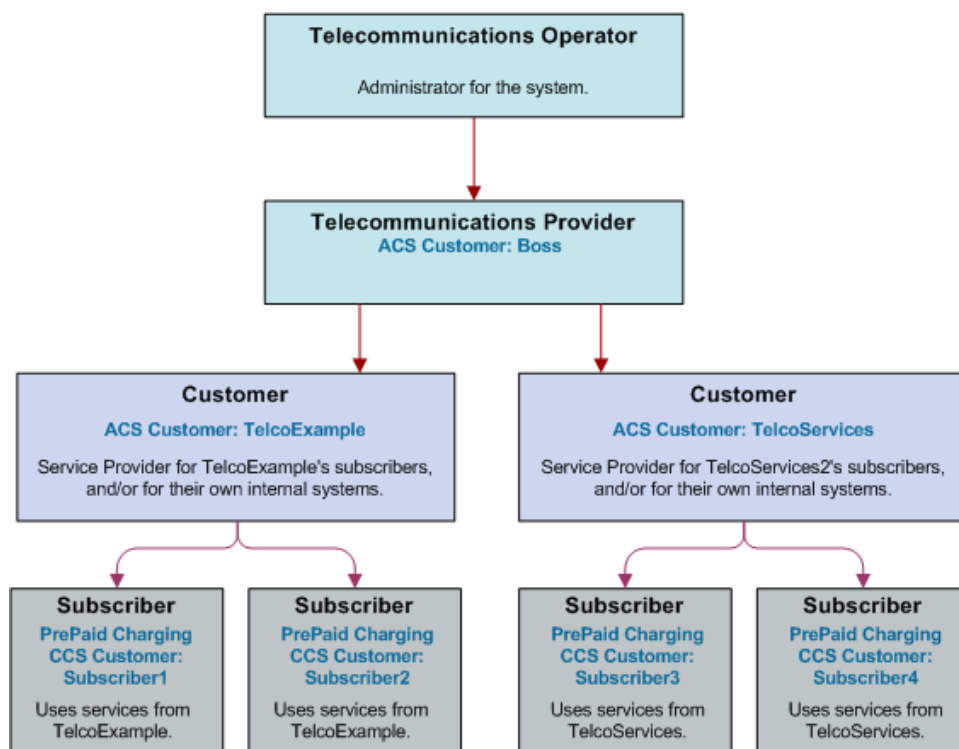 Telecommunications Operator
Administrator for the system.
Telecommunications Provider
ACS Customer: Boss
Customer
ACS Customer: TelcoExample
Service Provider for TelcoExample's subscribers,
and/or for their own internal systems.
Customer
ACS Customer: TelcoServices
Service Provider for TelcoServices2's subscribers,
and/or for their own internal systems.
Subscriber
PrePaid Charging
CCS Customer:
Subscriber1
Uses services from
TelcoExample.
Subscriber
PrePaid Charging
CCS Customer:
Subscriber2
Uses services from
TelcoExample.
Subscriber
PrePaid Charging
CCS Customer:
Subscriber3
Uses services from
TelcoServices.
Subscriber
PrePaid Charging
CCS Customer:
Subscriber4
Uses services from
TelcoServices.